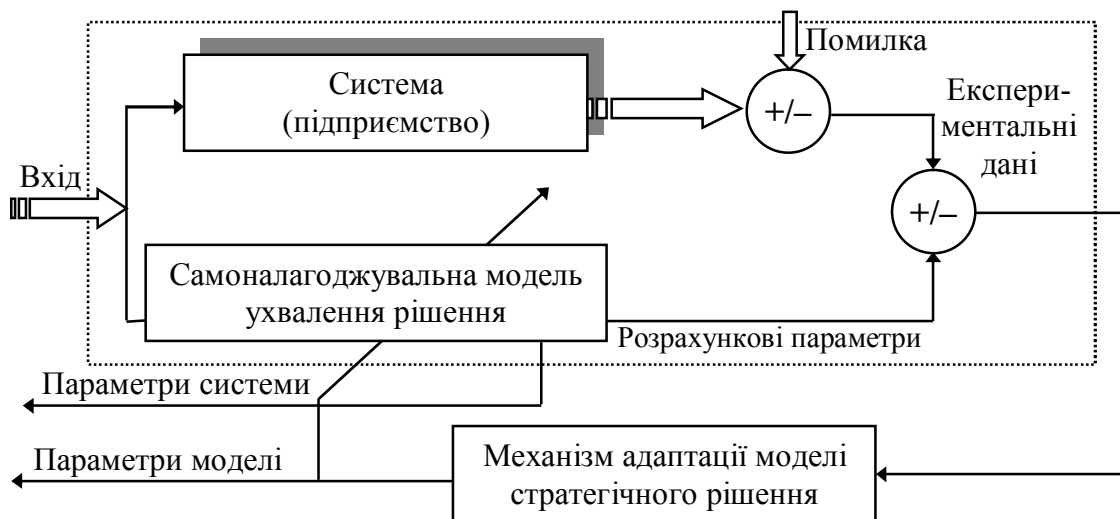 Помилка
Система
(підприємство)
+/–
Експери-
ментальні
дані
Вхід
+/–
Самоналагоджувальна модель
ухвалення рішення
Розрахункові параметри
Параметри системи
Параметри моделі
Механізм адаптації моделі
стратегічного рішення